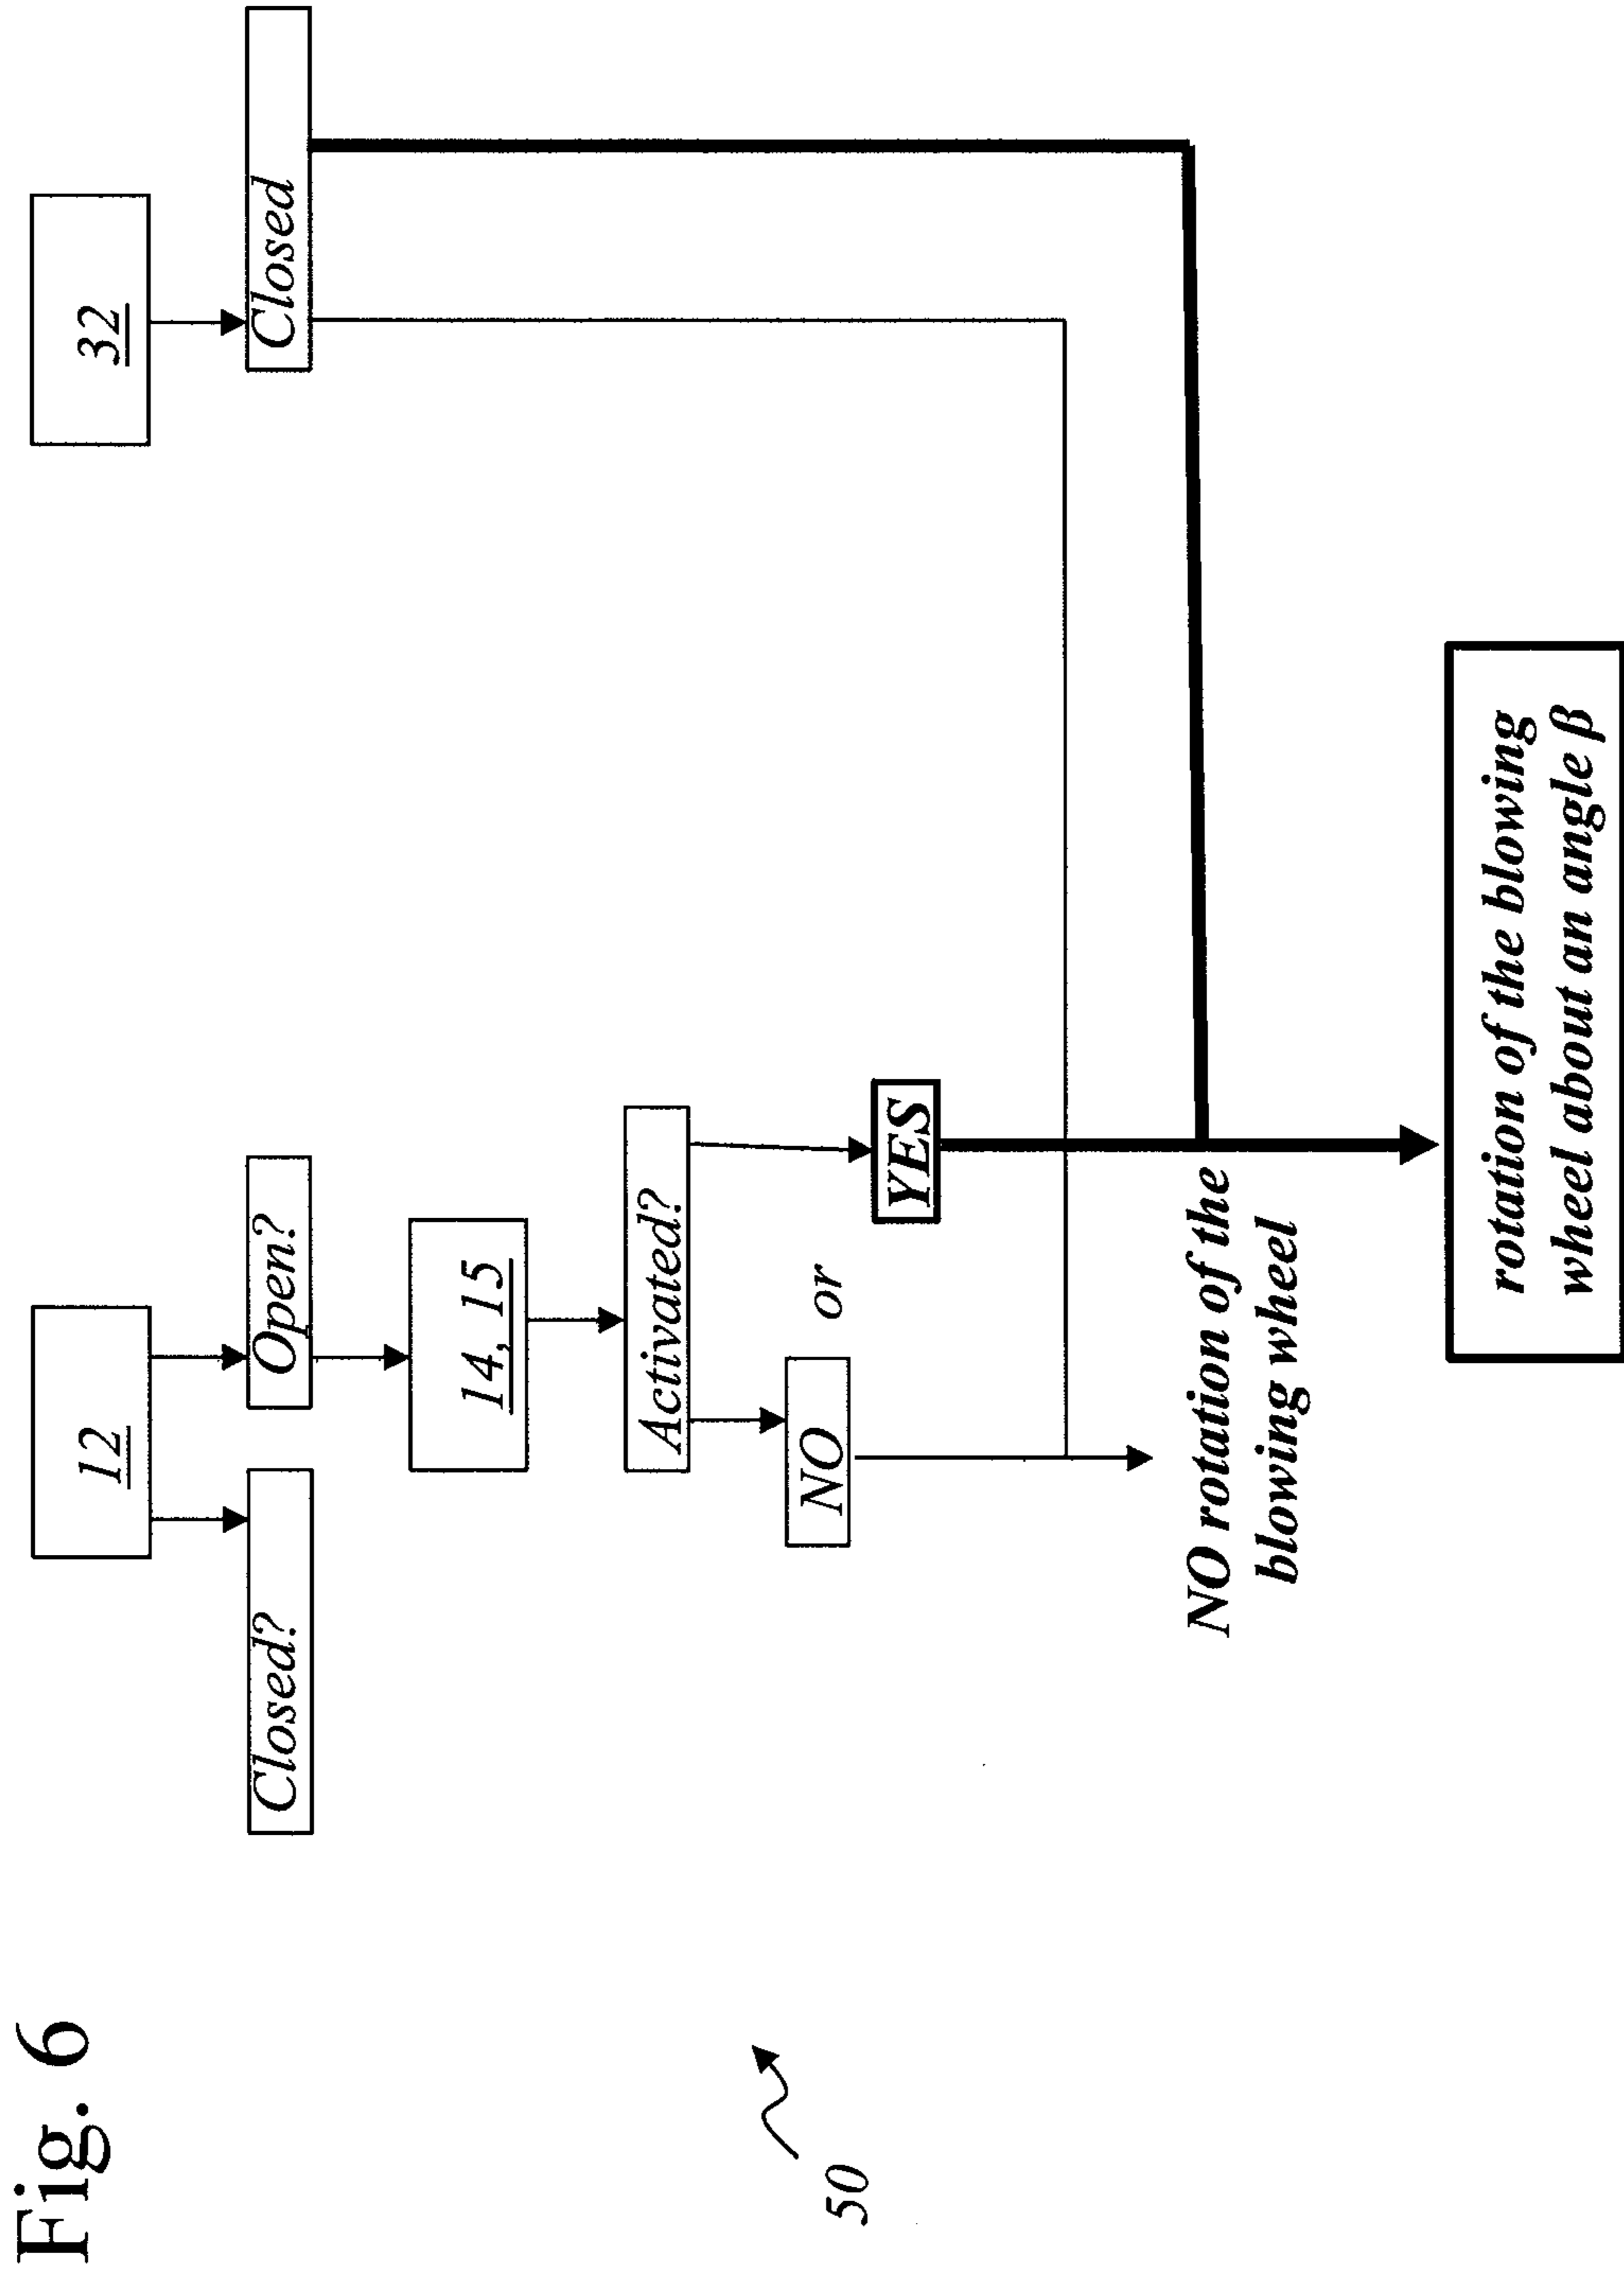 Fig. 6
12
32
Closed?
Open?
Closed
14, 15
Activated?
NO
or
YES
50
NO rotation of the
blowing wheel
rotation of the blowing
wheel about an angle β